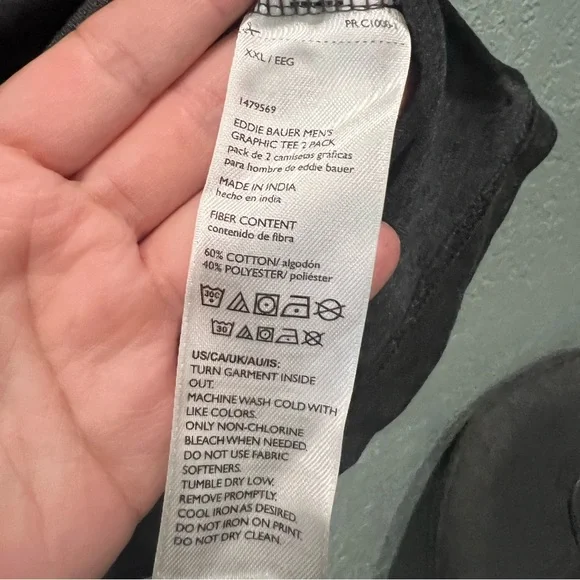 PR C1000-1
XXL / EEG
1479569
EDDIE BAUER MEN'S
GRAPHIC TEE 2 PACK
pack de 2 camisetas gráficas
para hombre de eddie bauer
MADE IN INDIA
hecho en india
FIBER CONTENT
contenido de fibra
60% COTTON/ algodón
40% POLYESTER/ poliéster
30C
30
US/CA/UK/AU/IS:
TURN GARMENT INSIDE
OUT.
MACHINE WASH COLD WITH
LIKE COLORS.
ONLY NON-CHLORINE
BLEACH WHEN NEEDED.
DO NOT USE FABRIC
SOFTENERS.
TUMBLE DRY LOW.
REMOVE PROMPTLY.
COOL IRON AS DESIRED.
DO NOT IRON ON PRINT.
DO NOT DRY CLEAN.